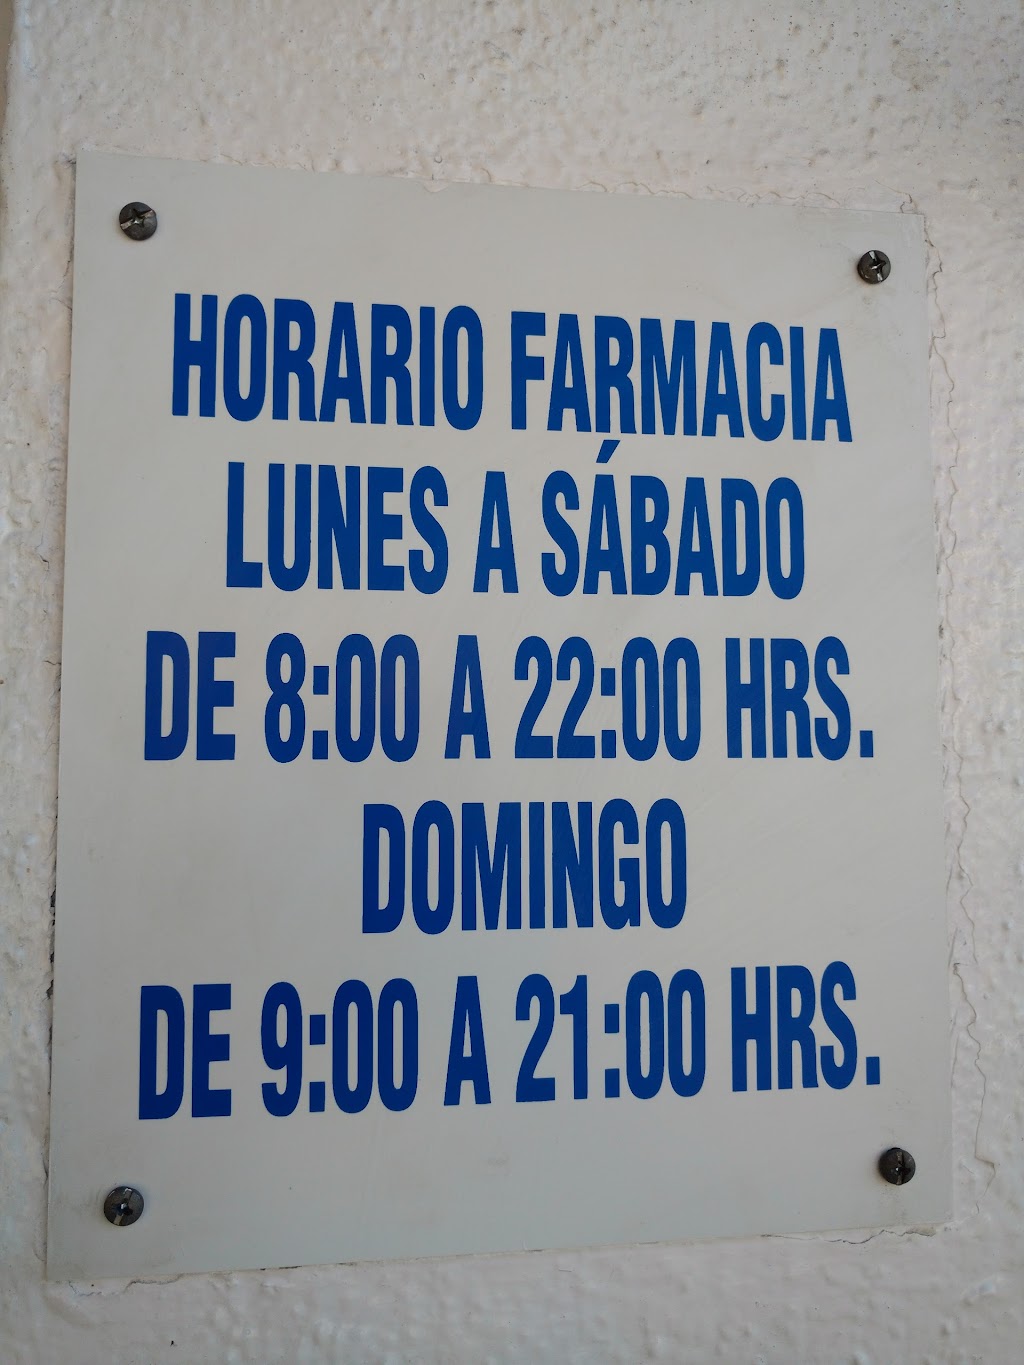 HORARIO FARMACIA
LUNES A SÁBADO
DE 8:00 A 22:00 HRS.
DOMINGO
DE 9:00 A 21:00 HRS.